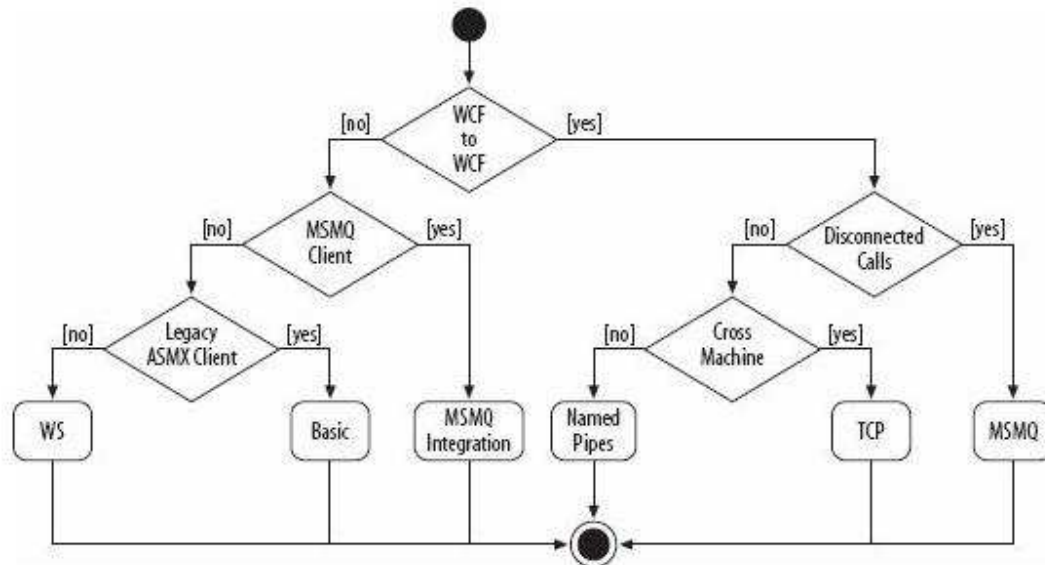 WCF
to
WCF
[no]
[yes]
MSMQ
Client
[no]
[yes]
Disconnected
Calls
[no]
[yes]
Legacy
ASMX Client
[no]
[yes]
Cross
Machine
[no]
[yes]
WS
Basic
MSMQ
Integration
Named
Pipes
TCP
MSMQ